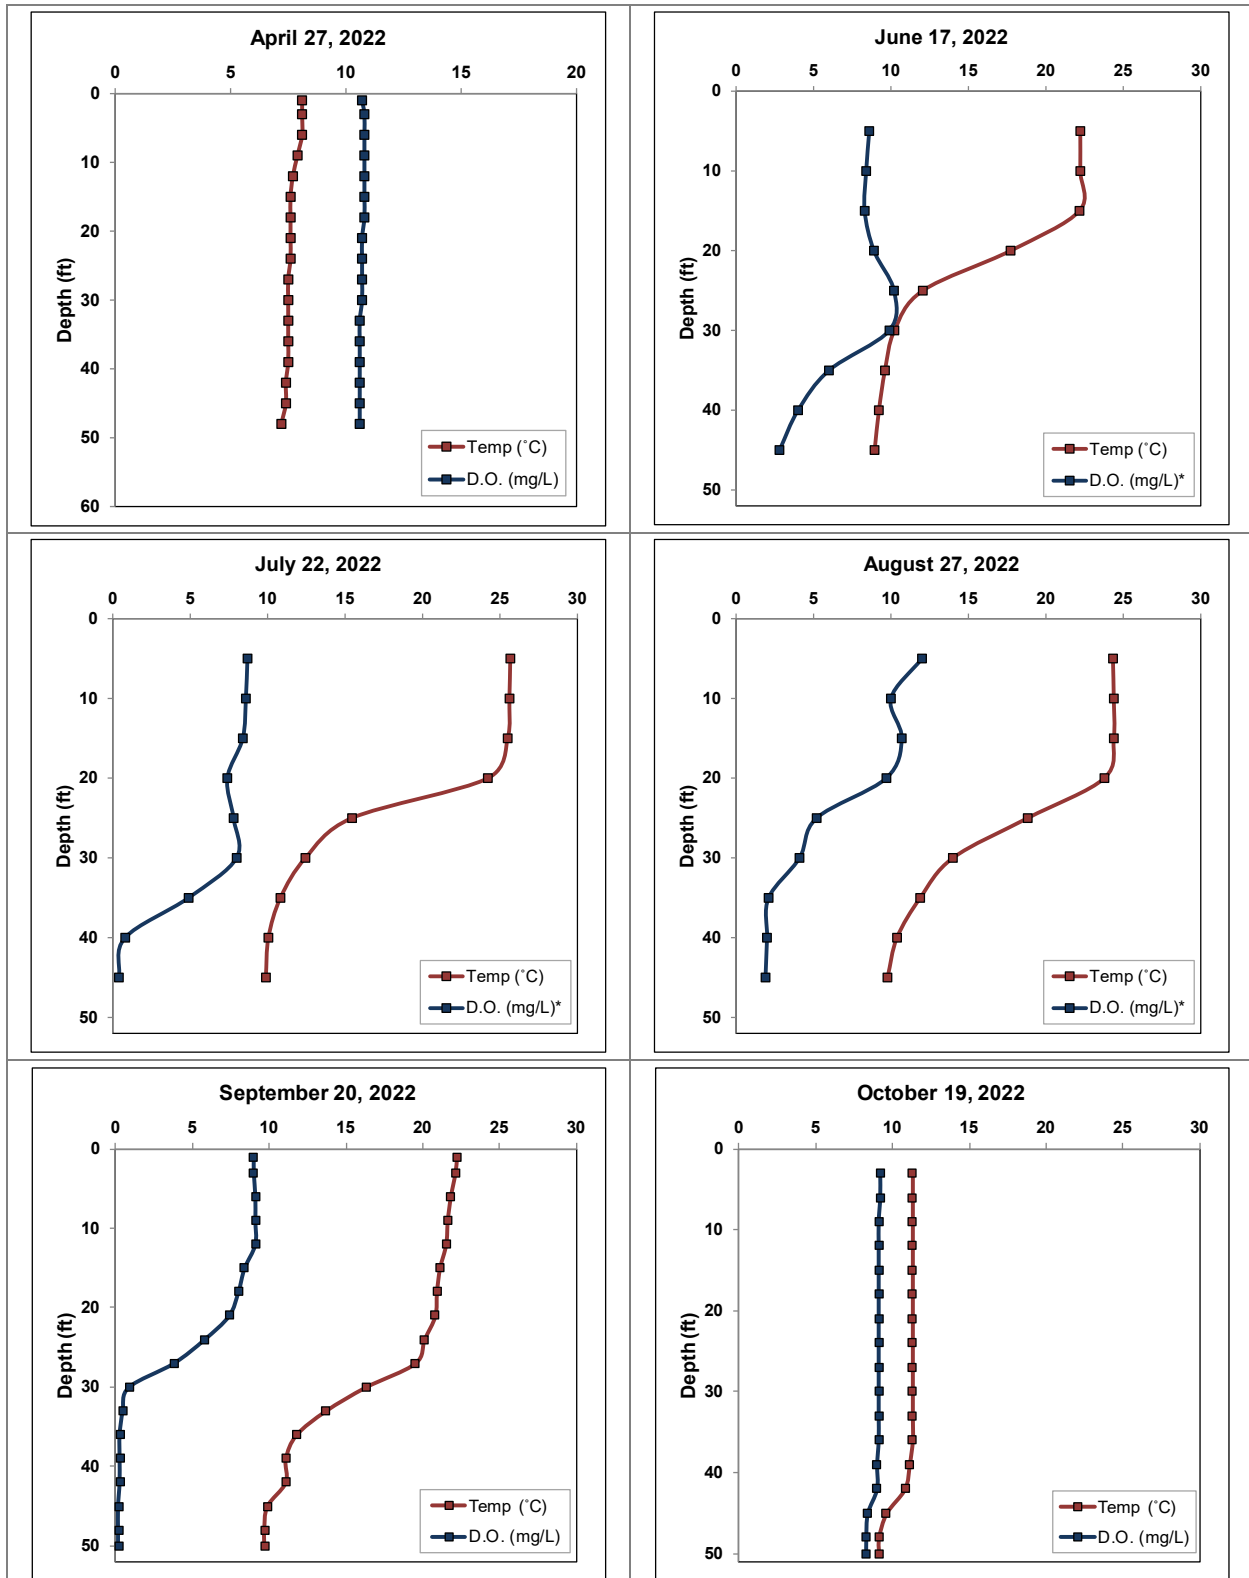 April 27, 2022
0 5 10 15 20
0
10
20
30
40
50
60
Depth (ft)
Temp (˚C)
D.O. (mg/L)
June 17, 2022
0 5 10 15 20 25 30
0
10
20
30
40
50
Depth (ft)
Temp (˚C)
D.O. (mg/L)*
July 22, 2022
0 5 10 15 20 25 30
0
10
20
30
40
50
Depth (ft)
Temp (˚C)
D.O. (mg/L)*
August 27, 2022
0 5 10 15 20 25 30
0
10
20
30
40
50
Depth (ft)
Temp (˚C)
D.O. (mg/L)*
September 20, 2022
0 5 10 15 20 25 30
0
10
20
30
40
50
Depth (ft)
Temp (˚C)
D.O. (mg/L)
October 19, 2022
0 5 10 15 20 25 30
0
10
20
30
40
50
Depth (ft)
Temp (˚C)
D.O. (mg/L)